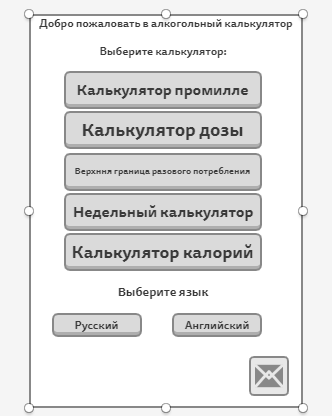 Добро пожаловать в алкогольный калькулятор
Выберите калькулятор:
Калькулятор промилле
Калькулятор дозы
Верхння граница разового потребления
Недельный калькулятор
Калькулятор калорий
Выберите язык
Русский
Английский